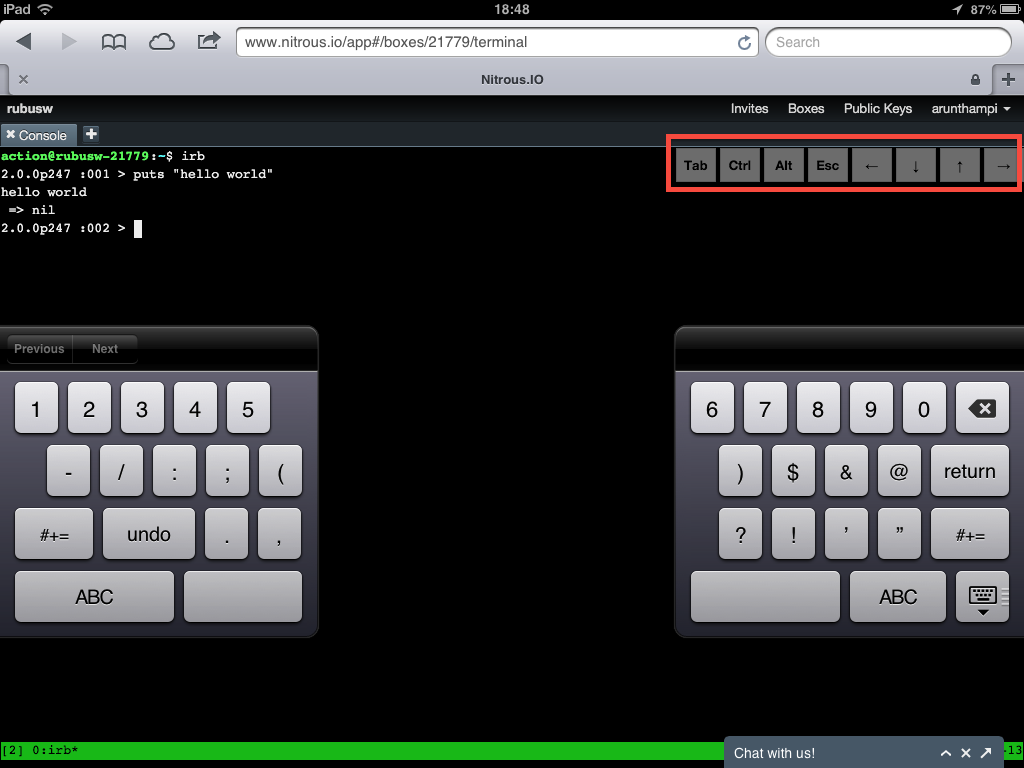 iPad 18:48 87%
www.nitrous.io/app#/boxes/21779/terminal Search
Nitrous.IO
rubusw Invites Boxes Public Keys arunthampi
Console
action@rubusw-21779:~$ irb
2.0.0p247 :001 > puts "hello world"
hello world
=> nil
2.0.0p247 :002 >
Tab Ctrl Alt Esc ← ↓ ↑ →
Previous Next
1 2 3 4 5 6 7 8 9 0
- / : ; ( ) $ & @ return
#+= undo . , ? ! ’ ” #+=
ABC ABC
[2] 0:irb* -13
Chat with us!